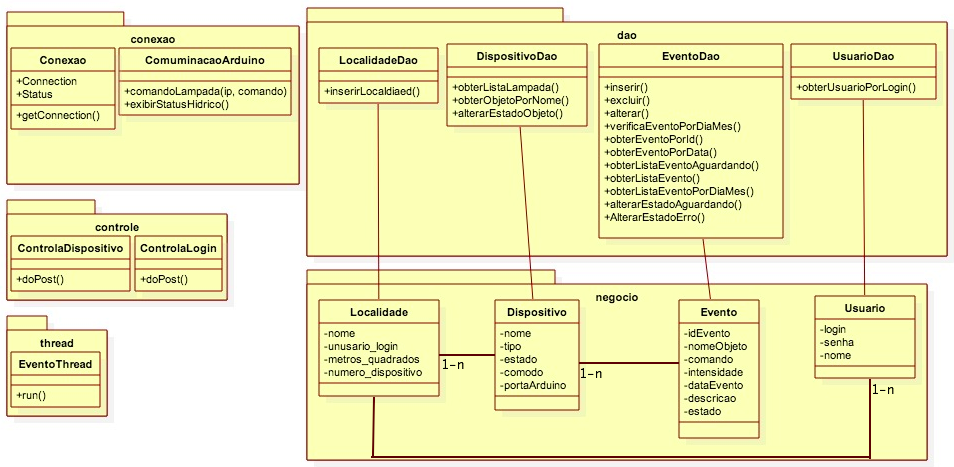 conexao
Conexao
+Connection
+Status
+getConnection()
ComuminacaoArduino
+comandoLampada(ip, comando)
+exibirStatusHidrico()
dao
LocalidadeDao
+inserirLocaldiaed()
DispositivoDao
+obterListaLampada()
+obterObjetoPorNome()
+alterarEstadoObjeto()
EventoDao
+inserir()
+excluir()
+alterar()
+verificaEventoPorDiaMes()
+obterEventoPorId()
+obterEventoPorData()
+obterListaEventoAguardando()
+obterListaEvento()
+obterListaEventoPorDiaMes()
+alterarEstadoAguardando()
+AlterarEstadoErro()
UsuarioDao
+obterUsuarioPorLogin()
controle
ControlaDispositivo
+doPost()
ControlaLogin
+doPost()
thread
EventoThread
+run()
negocio
Localidade
-nome
-unusario_login
-metros_quadrados
-numero_dispositivo
1-n
Dispositivo
-nome
-tipo
-estado
-comodo
-portaArduino
1-n
Evento
-idEvento
-nomeObjeto
-comando
-intensidade
-dataEvento
-descricao
-estado
Usuario
-login
-senha
-nome
1-n